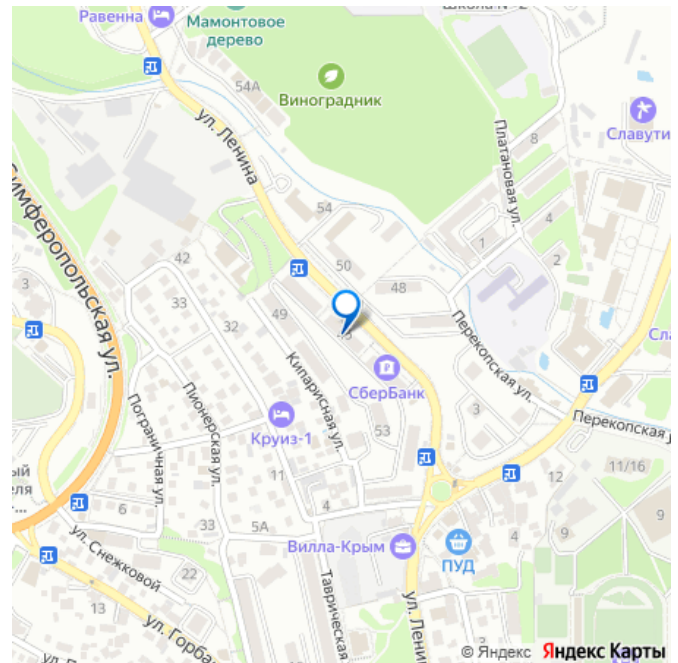 Равенна
Мамонтовое
дерево
54А
Виноградник
Славути
8
Платановая ул.
ул. Ленина
4
54
1
2
Симферопольская ул.
42
50
48
3
33
49
32
Перекопская ул.
СберБанк
Кипарисная ул.
Пионерская ул.
3
Перекопская
Круиз-1
53
Пограничная ул.
11
12
11/16
6
4
33
5А
9
9
4
ул. Снежковой
Вилла-Крым
ПУД
22
Таврическая
13
ул. Горба
ул. Ленин
© Яндекс Яндекс Карты